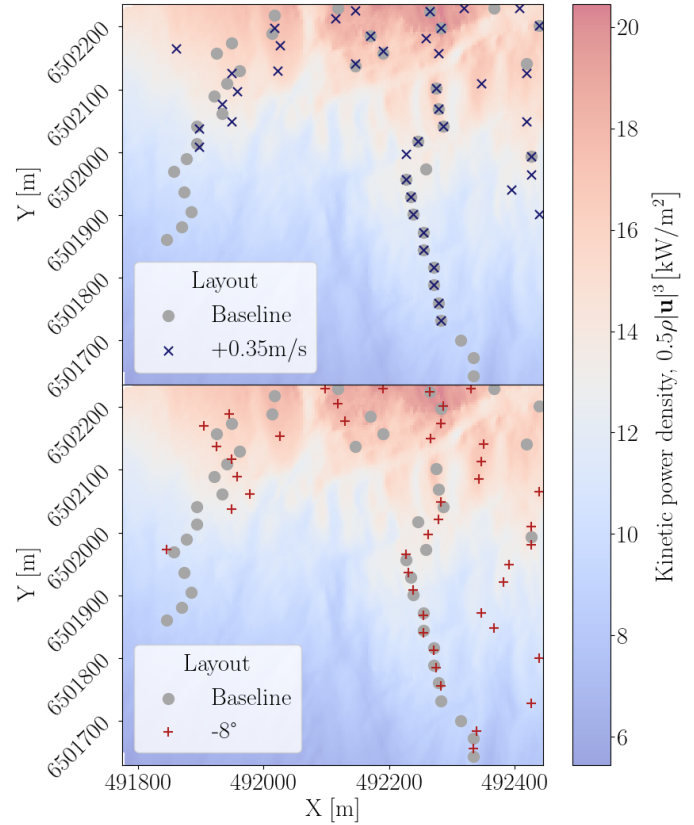 6502200
6502100
6502000
6501900
6501800
6501700
Y [m]
Layout
Baseline
+0.35m/s
6502200
6502100
6502000
6501900
6501800
6501700
Y [m]
Layout
Baseline
-8°
491800 492000 492200 492400
X [m]
20
18
16
14
12
10
8
6
Kinetic power density, 0.5ρ|𝐮|³ [kW/m²]